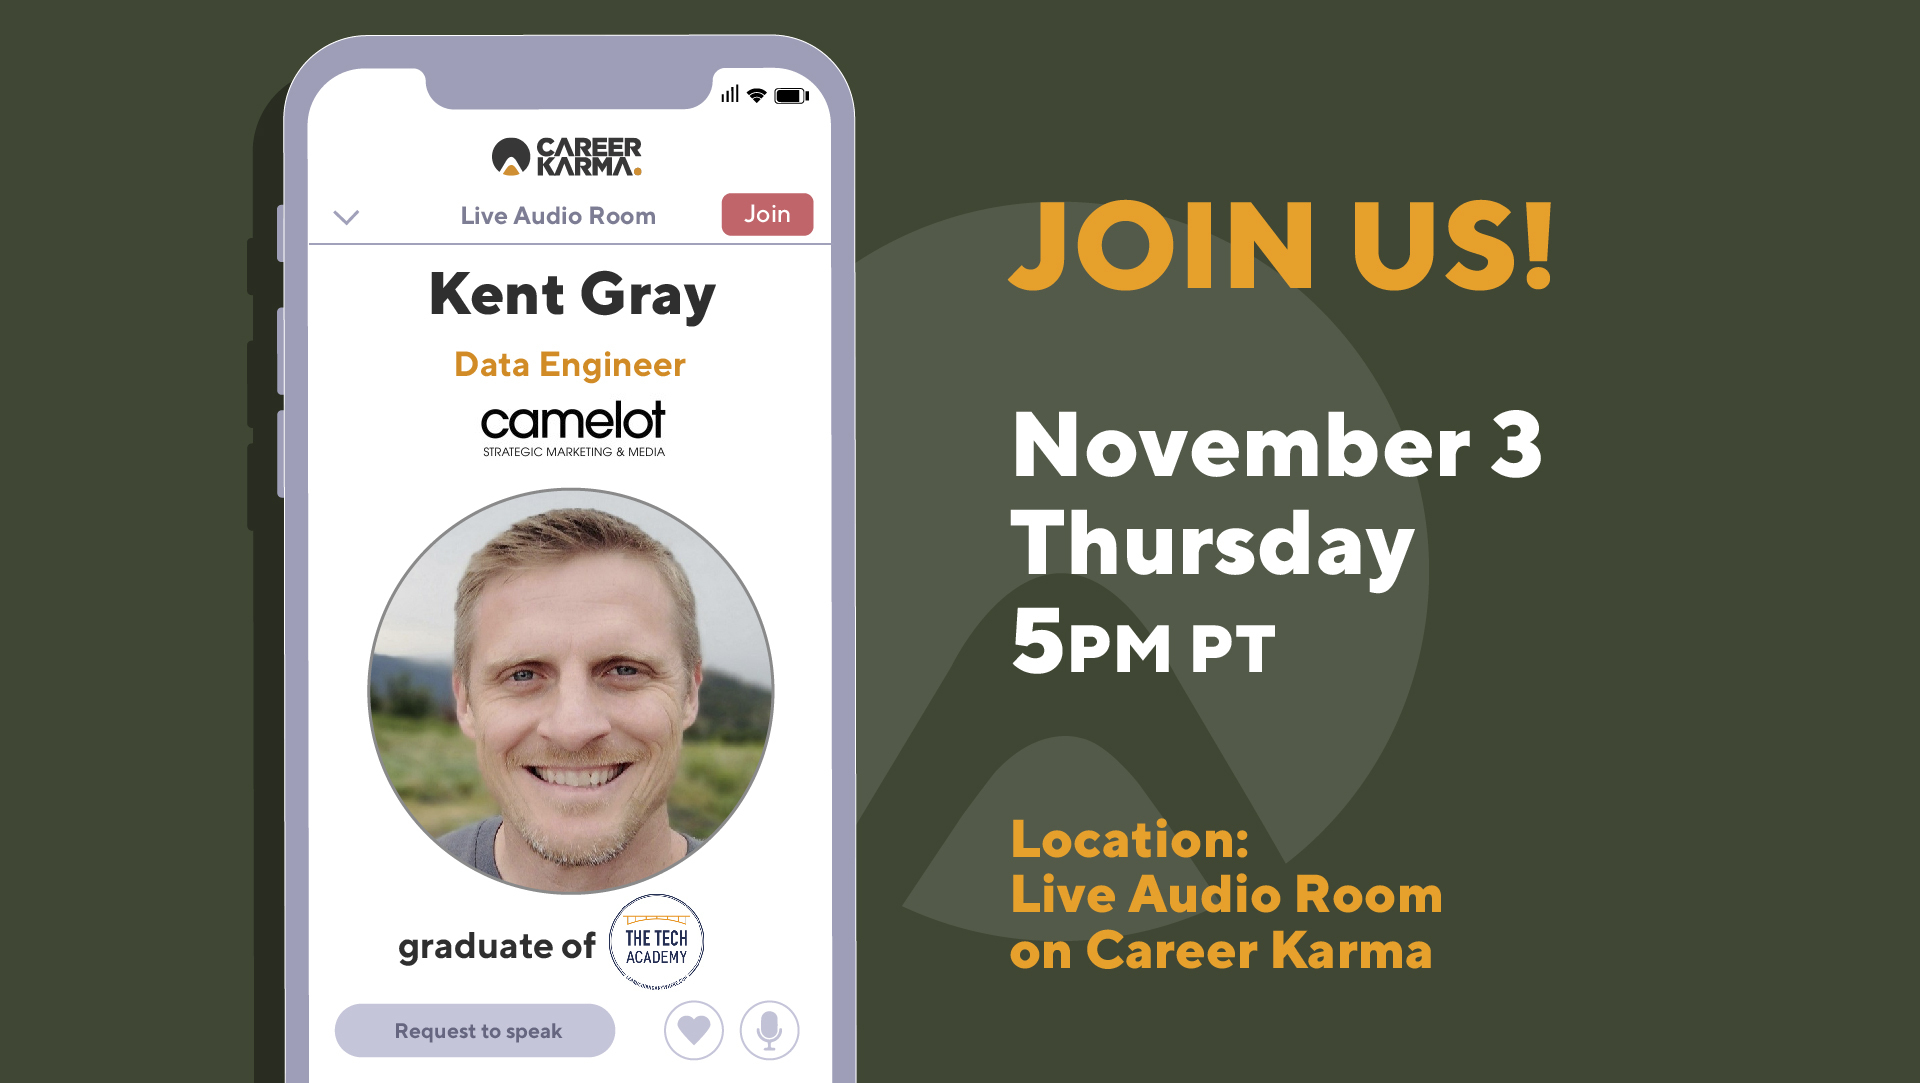 CAREER
KARMA.
Live Audio Room
Join
Kent Gray
Data Engineer
camelot
STRATEGIC MARKETING & MEDIA
graduate of
THE TECH
ACADEMY
Request to speak
JOIN US!
November 3
Thursday
5PM PT
Location:
Live Audio Room
on Career Karma